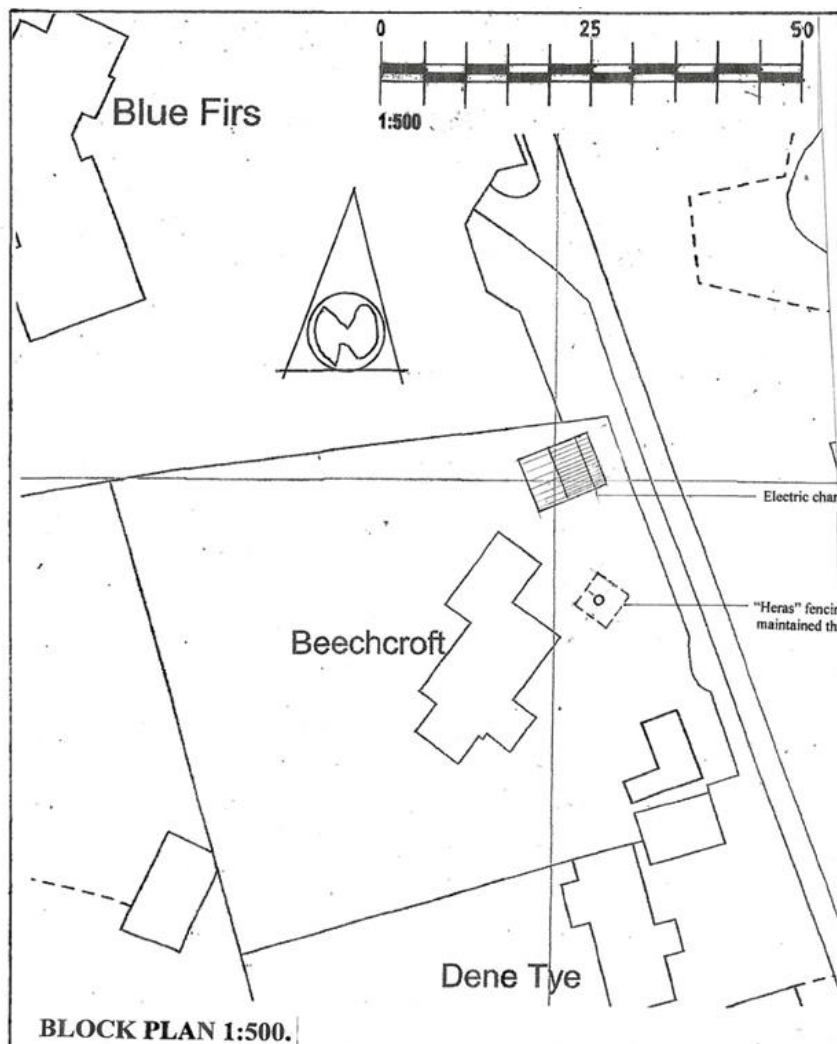 0 25 50
1:500
Blue Firs
N
Electric char
"Heras" fencin
maintained th
Beechcroft
Dene Tye
BLOCK PLAN 1:500.